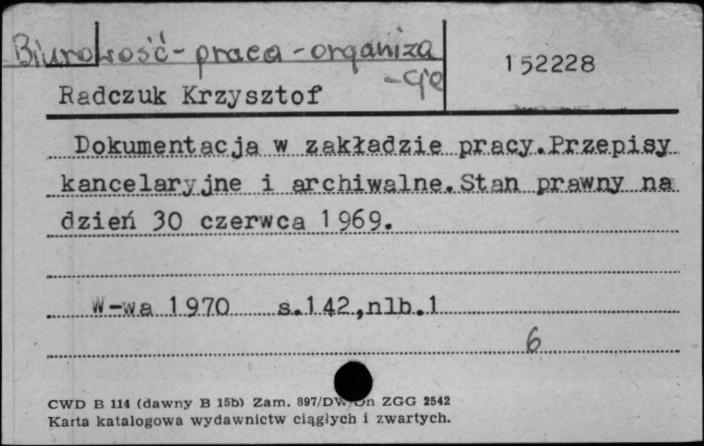 Biurowość - praca - organiza
- cje
152228
Radczuk Krzysztof
Dokumentacja w zakładzie pracy.Przepisy
kancelaryjne i archiwalne.Stan prawny na
dzień 30 czerwca 1969.
W-wa 1970 s.142,nlb.1
6
CWD B 114 (dawny B 15b) Zam. 897/DW/On ZGG 2542
Karta katalogowa wydawnictw ciągłych i zwartych.